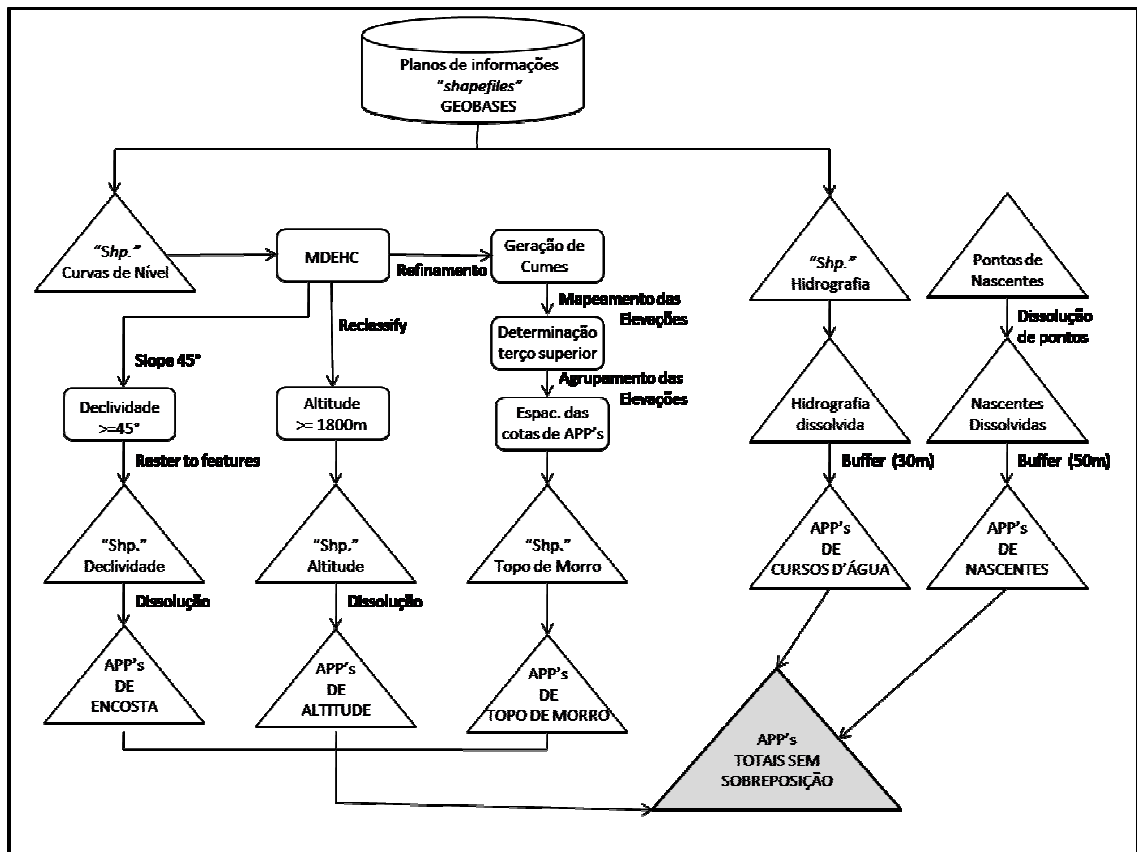 Planos de informações
"shapefiles"
GEOBASES
"Shp."
Curvas de Nível
MDEHC
Refinamento
Geração de
Cumes
"Shp."
Hidrografia
Pontos de
Nascentes
Mapeamento das
Elevações
Dissolução
de pontos
Reclassify
Determinação
terço superior
Slope 45°
Agrupamento das
Elevações
Declividade
>=45°
Altitude
>= 1800m
Espac. das
cotas de APP's
Hidrografia
dissolvida
Nascentes
Dissolvidas
Raster to features
Buffer (30m)
Buffer (50m)
"Shp."
Declividade
"Shp."
Altitude
"Shp."
Topo de Morro
APP's
DE
CURSOS D'ÁGUA
APP's
DE
NASCENTES
Dissolução
Dissolução
APP's
DE
ENCOSTA
APP's
DE
ALTITUDE
APP's
DE
TOPO DE MORRO
APP's
TOTAIS SEM
SOBREPOSIÇÃO